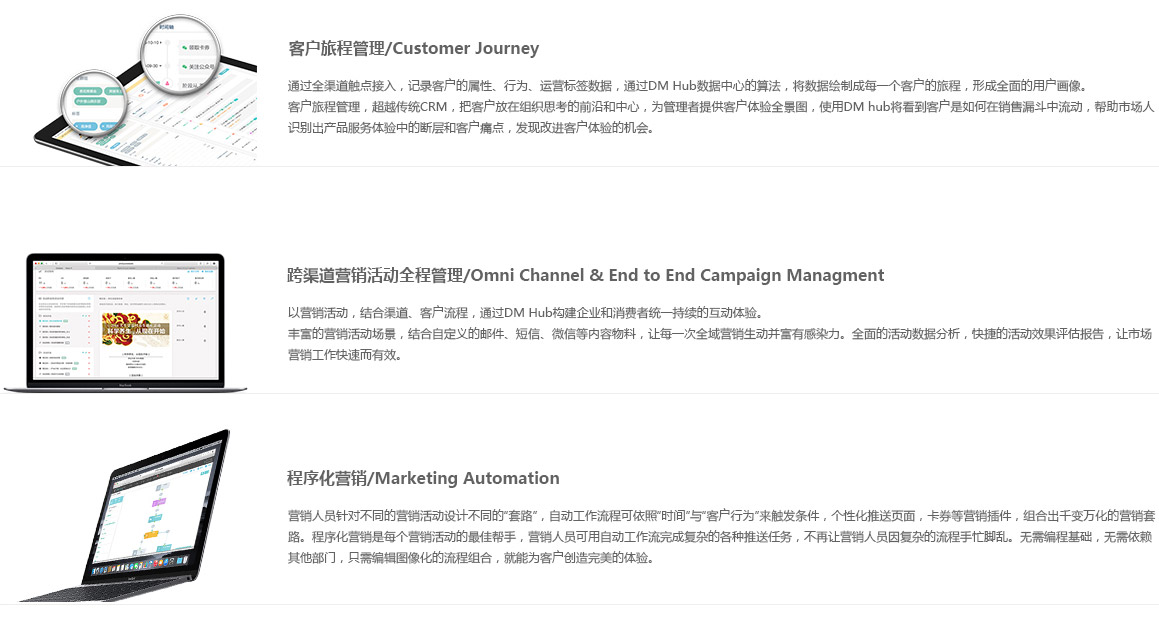 时间轴
领取卡券
关注公众号
客户旅程管理/Customer Journey
通过全渠道触点接入，记录客户的属性、行为、运营标签数据，通过DM Hub数据中心的算法，将数据绘制成每一个客户的旅程，形成全面的用户画像。
客户旅程管理，超越传统CRM，把客户放在组织思考的前沿和中心，为管理者提供客户体验全景图，使用DM hub将看到客户是如何在销售漏斗中流动，帮助市场人
识别出产品服务体验中的断层和客户痛点，发现改进客户体验的机会。
跨渠道营销活动全程管理/Omni Channel & End to End Campaign Managment
以营销活动，结合渠道、客户流程，通过DM Hub构建企业和消费者统一持续的互动体验。
丰富的营销活动场景，结合自定义的邮件、短信、微信等内容物料，让每一次全域营销生动并富有感染力。全面的活动数据分析，快捷的活动效果评估报告，让市场
营销工作快速而有效。
科学养生，从现在开始
程序化营销/Marketing Automation
营销人员针对不同的营销活动设计不同的“套路”，自动工作流程可依照“时间”与“客户行为”来触发条件，个性化推送页面，卡券等营销插件，组合出千变万化的营销套
路。程序化营销是每个营销活动的最佳帮手，营销人员可用自动工作流完成复杂的各种推送任务，不再让营销人员因复杂的流程手忙脚乱。无需编程基础，无需依赖
其他部门，只需编辑图像化的流程组合，就能为客户创造完美的体验。